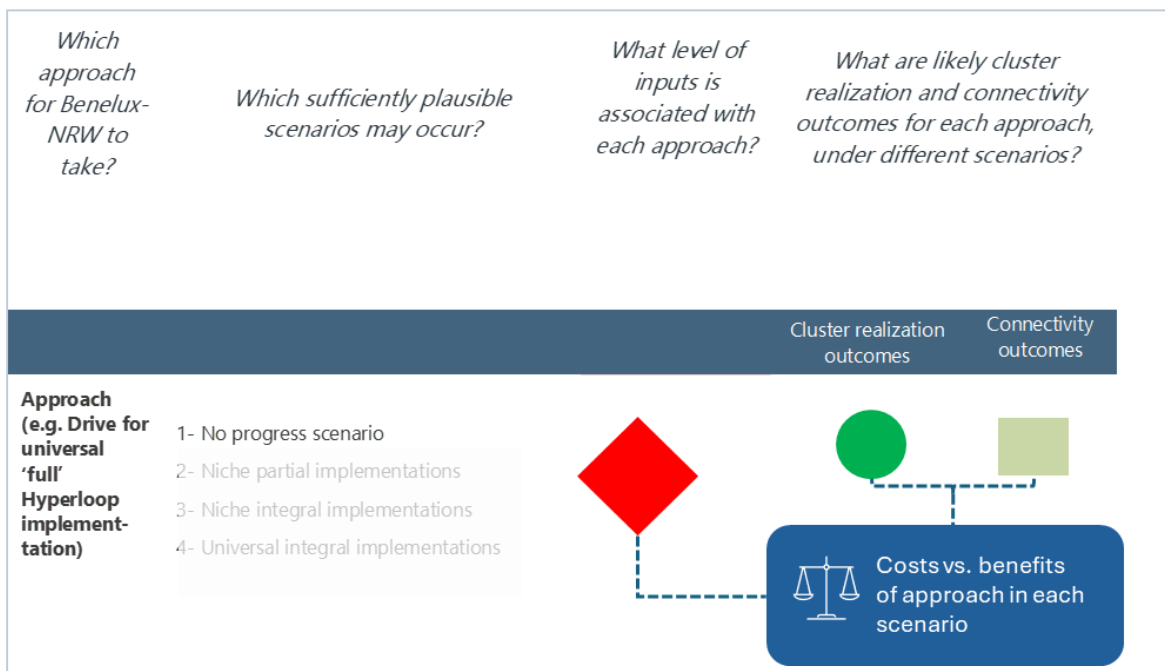 Which
approach
for Benelux-
NRW to
take?
Which sufficiently plausible
scenarios may occur?
What level of
inputs is
associated with
each approach?
What are likely cluster
realization and connectivity
outcomes for each approach,
under different scenarios?
Cluster realization
outcomes
Connectivity
outcomes
Approach
(e.g. Drive for
universal
‘full’
Hyperloop
implemen-
tation)
1- No progress scenario
2- Niche partial implementations
3- Niche integral implementations
4- Universal integral implementations
Costs vs. benefits
of approach in each
scenario